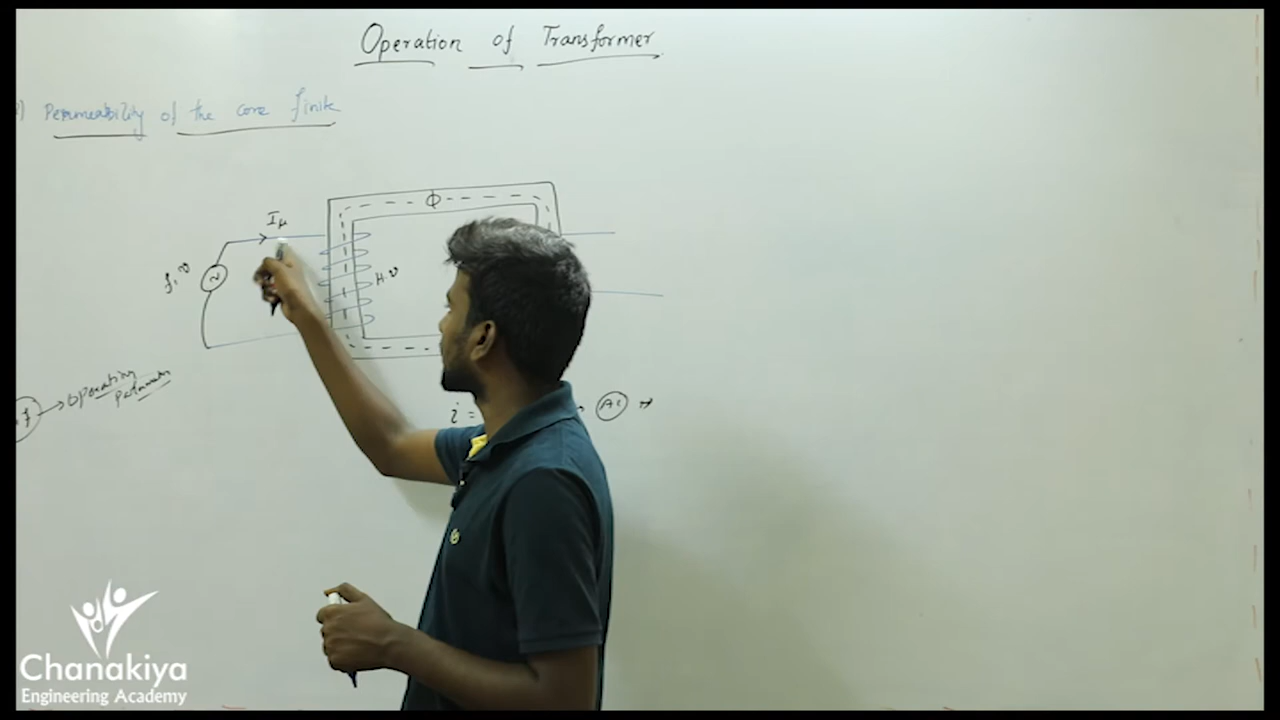 Operation of Transformer
Permeability of the core finite
Φ
Iμ
f, v
~
H.v
f → operating
i =
AC
Chanakiya
Engineering Academy